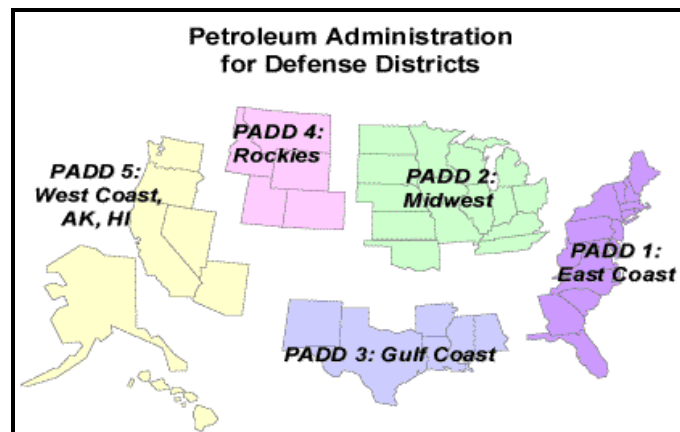 Petroleum Administration
for Defense Districts
PADD 4:
Rockies
PADD 5:
West Coast,
AK, HI
PADD 2:
Midwest
PADD 1:
East Coast
PADD 3: Gulf Coast